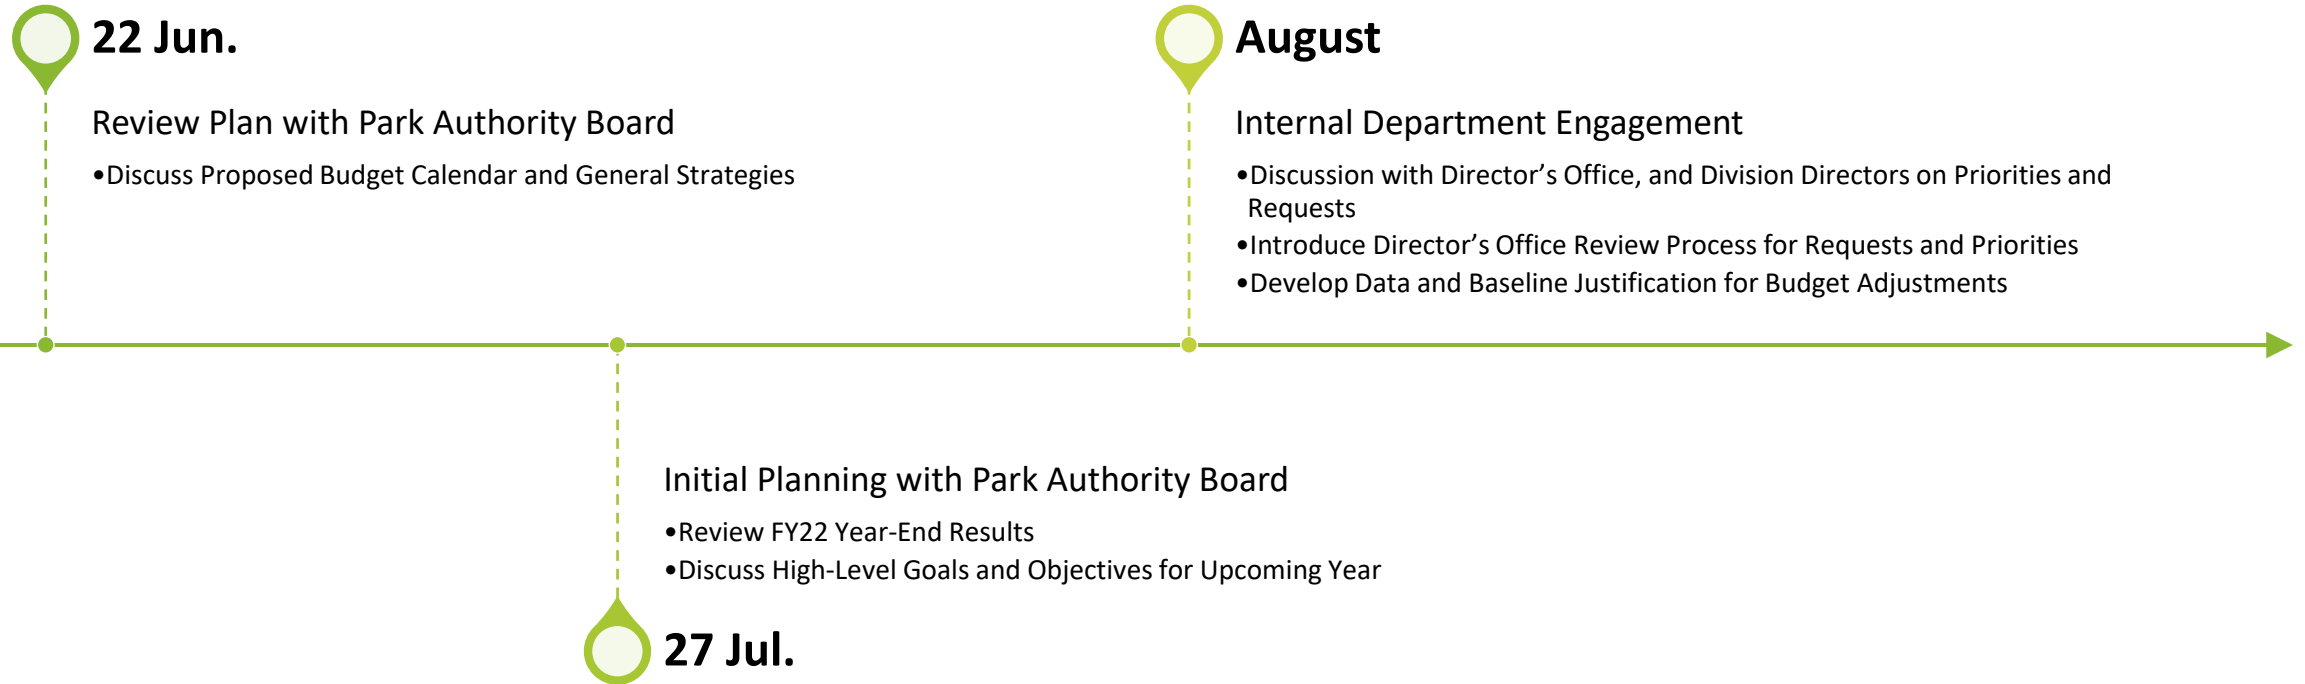 22 Jun.
Review Plan with Park Authority Board
•Discuss Proposed Budget Calendar and General Strategies
27 Jul.
Initial Planning with Park Authority Board
•Review FY22 Year-End Results
•Discuss High-Level Goals and Objectives for Upcoming Year
August
Internal Department Engagement
•Discussion with Director’s Office, and Division Directors on Priorities and
Requests
•Introduce Director’s Office Review Process for Requests and Priorities
•Develop Data and Baseline Justification for Budget Adjustments